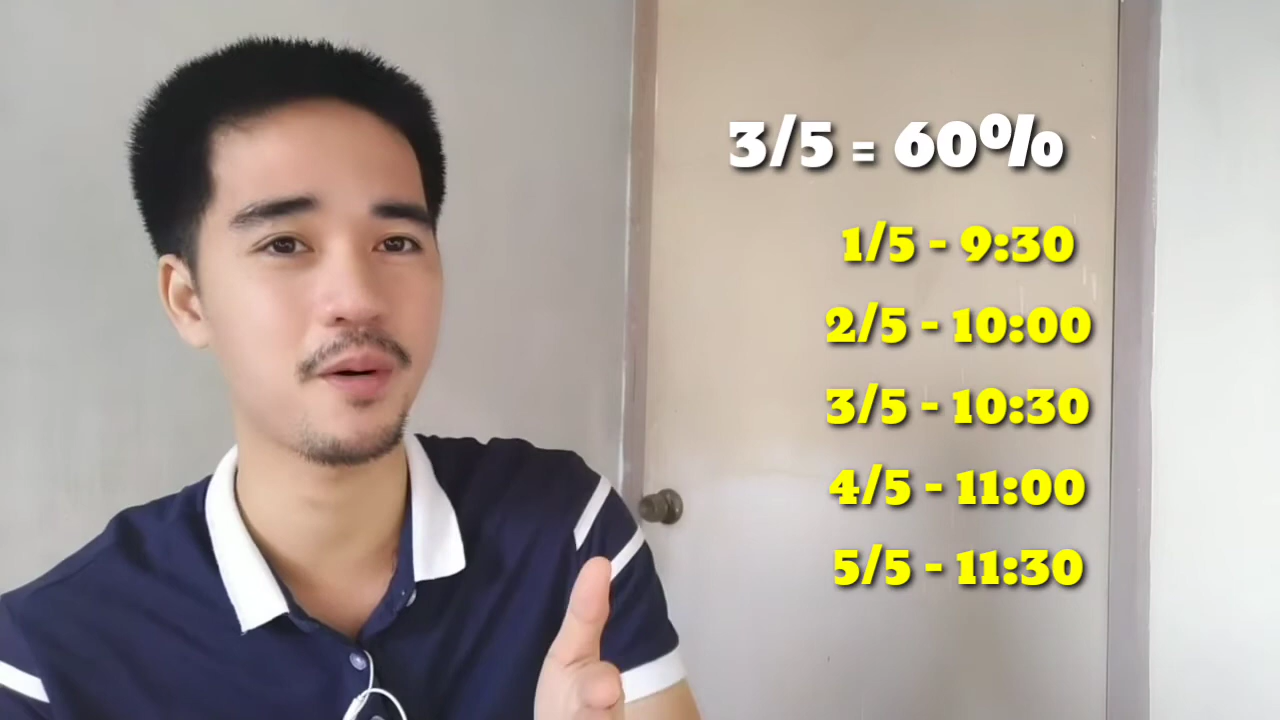 3/5 = 60%
1/5 - 9:30
2/5 - 10:00
3/5 - 10:30
4/5 - 11:00
5/5 - 11:30